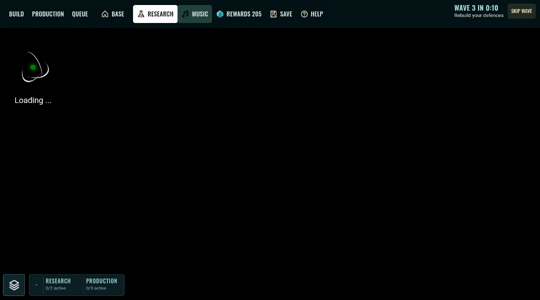 BUILD PRODUCTION QUEUE BASE RESEARCH MUSIC REWARDS 205 SAVE HELP
WAVE 3 IN 0:10
Rebuild your defences
SKIP WAVE
Loading ...
RESEARCH PRODUCTION
0/2 active 0/3 active